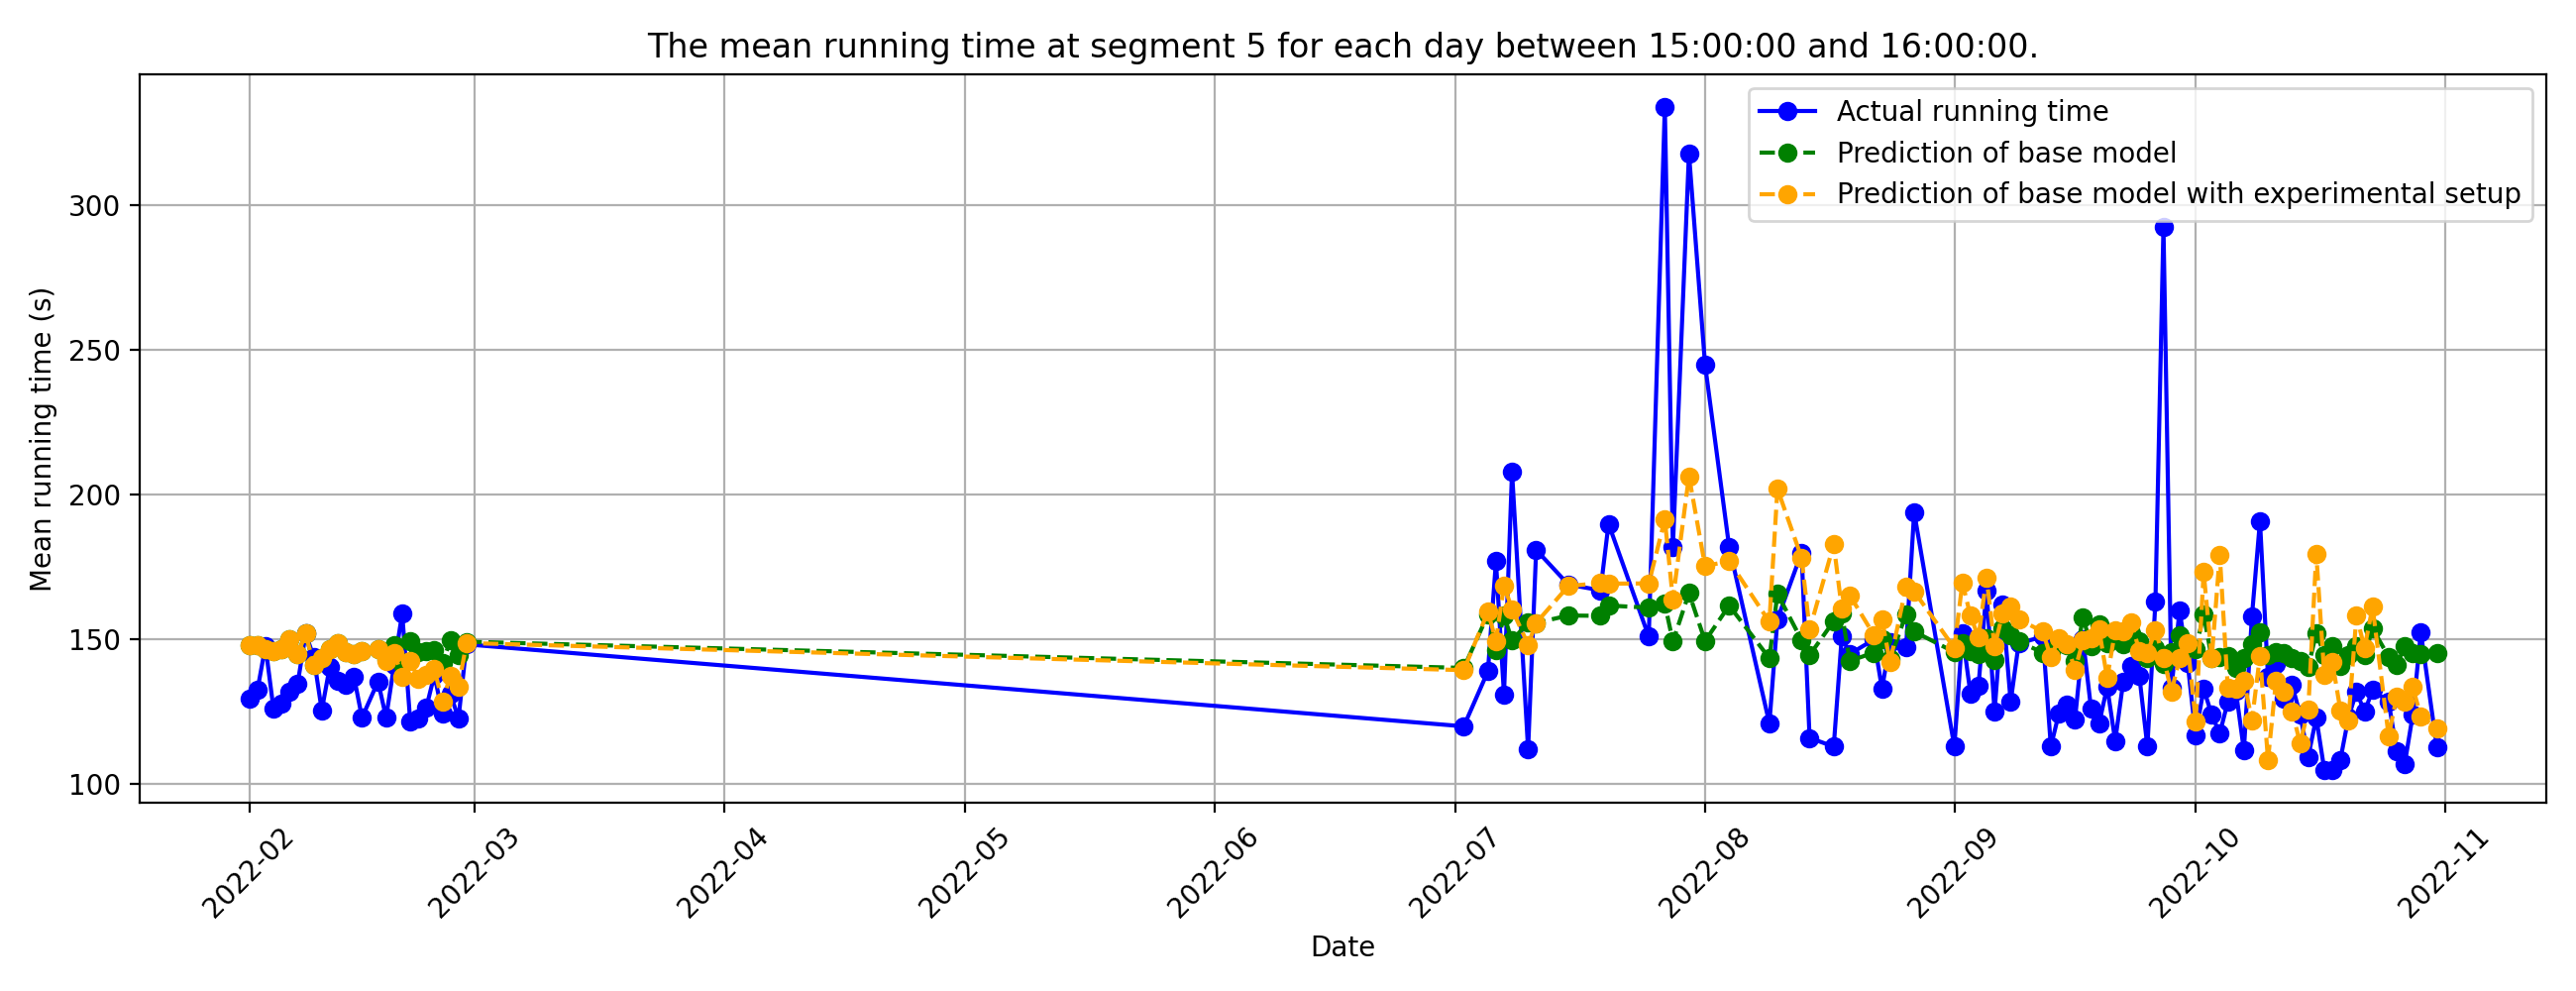 The mean running time at segment 5 for each day between 15:00:00 and 16:00:00.
Actual running time
Prediction of base model
Prediction of base model with experimental setup
Mean running time (s)
300
250
200
150
100
2022-02
2022-03
2022-04
2022-05
2022-06
2022-07
2022-08
2022-09
2022-10
2022-11
Date